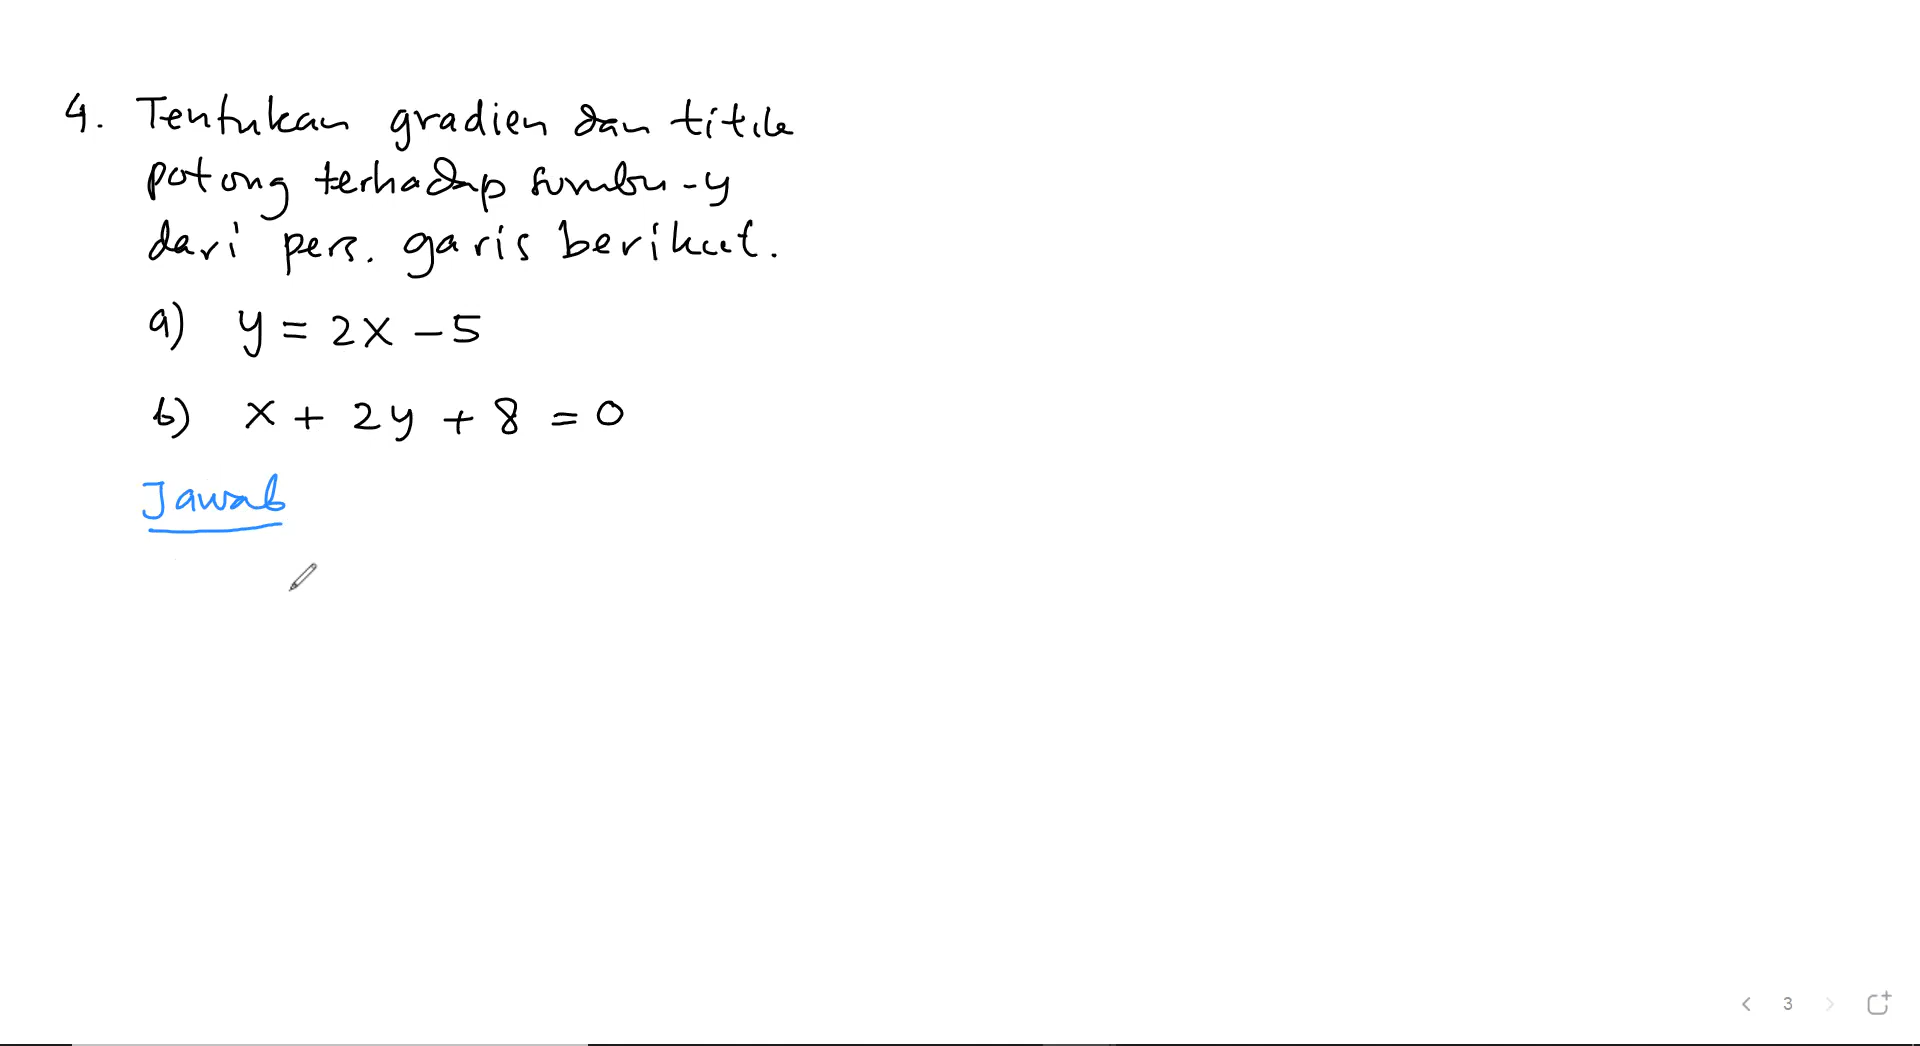 4. Tentukan gradien dan titik
potong terhadap sumbu-y
dari pers. garis berikut.
a) y = 2x - 5
b) x + 2y + 8 = 0
Jawab
3